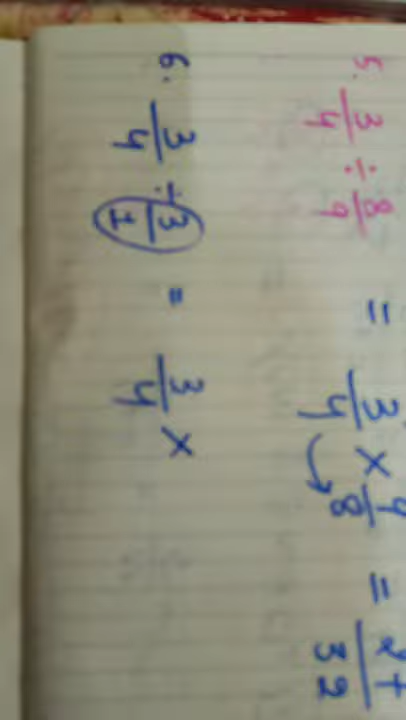 5. 3/4 ÷ 8/9 = 3/4 × 9/8 = 27/32
6. 3/4 ÷ 3/1 = 3/4 ×